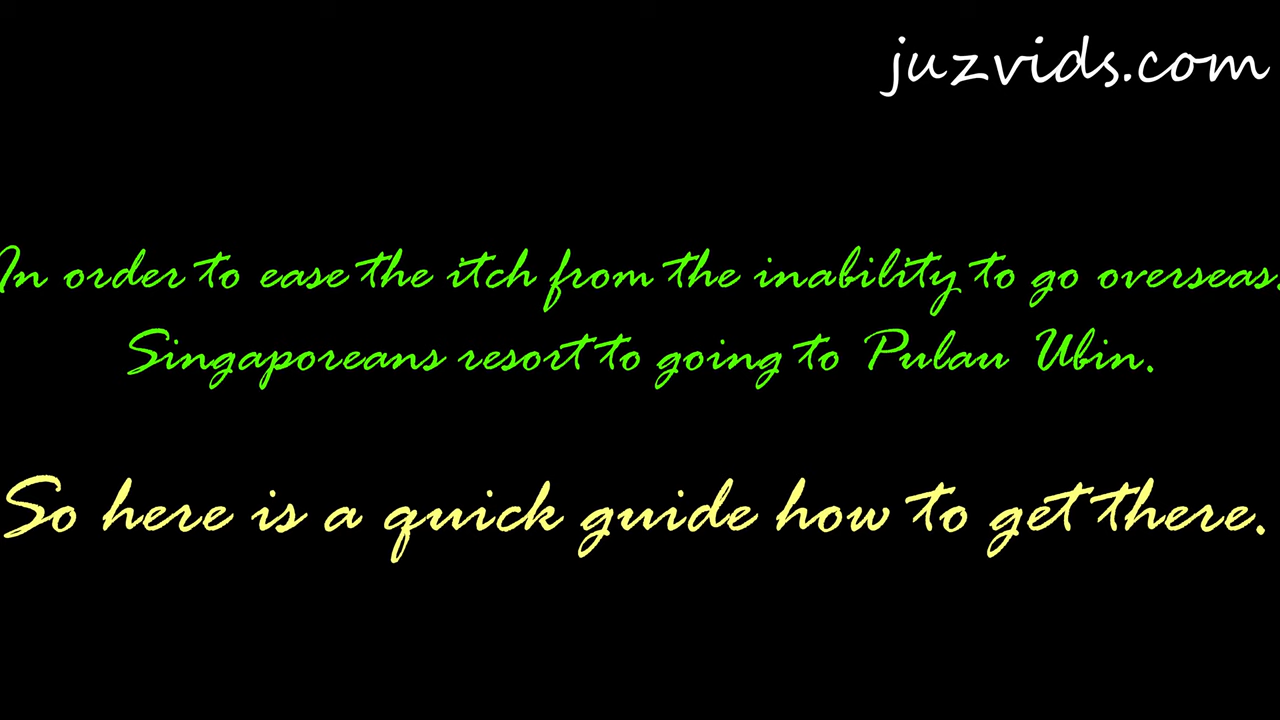 juzvids.com
In order to ease the itch from the inability to go overseas.
Singaporeans resort to going to Pulau Ubin.
So here is a quick guide how to get there.